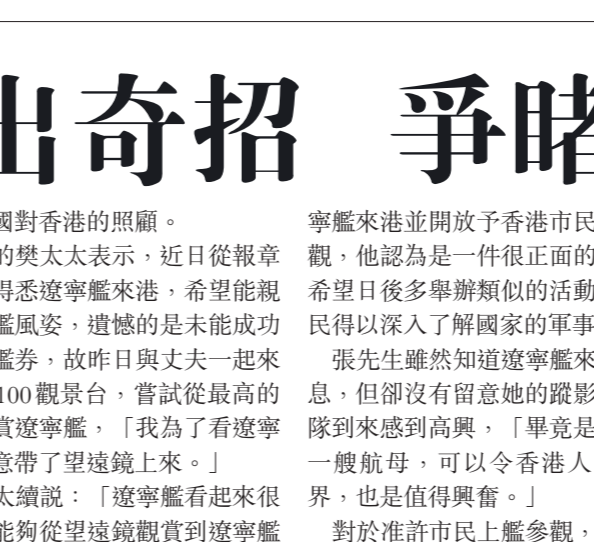 出奇招　爭睹
國對香港的照顧。
的樊太太表示，近日從報章
得悉遼寧艦來港，希望能親
艦風姿，遺憾的是未能成功
艦券，故昨日與丈夫一起來
100觀景台，嘗試從最高的
賞遼寧艦，「我為了看遼寧
意帶了望遠鏡上來。」
太續説：「遼寧艦看起來很
能夠從望遠鏡觀賞到遼寧艦
寧艦來港並開放予香港市民
觀，他認為是一件很正面的
希望日後多舉辦類似的活動
民得以深入了解國家的軍事
張先生雖然知道遼寧艦來
息，但卻沒有留意她的蹤影
隊到來感到高興，「畢竟是
一艘航母，可以令香港人
界，也是值得興奮。」
對於准許市民上艦參觀，